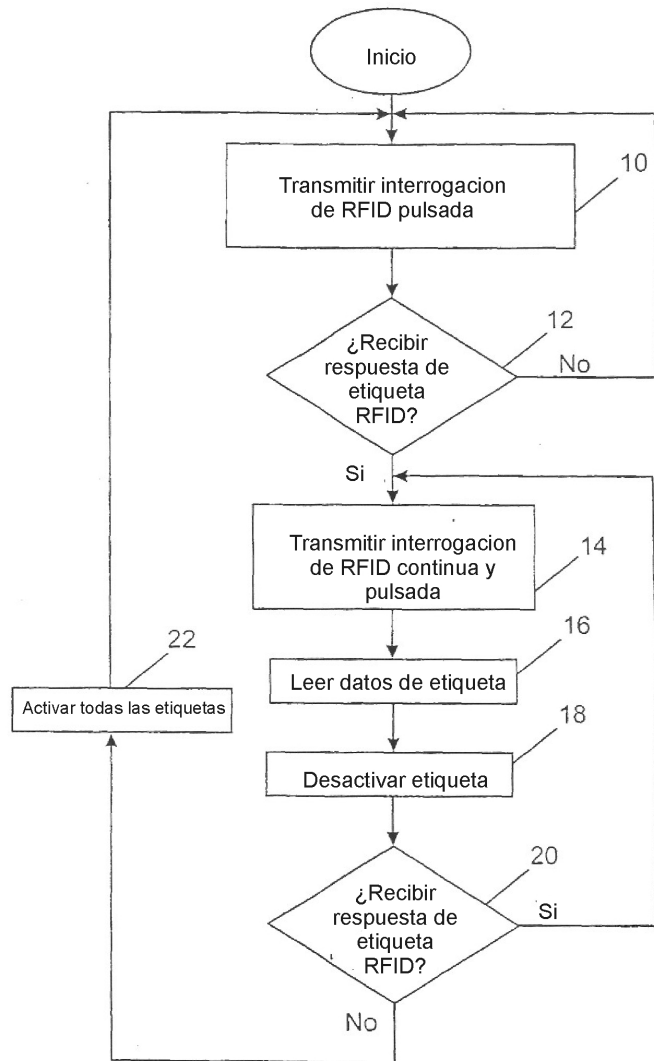 Inicio
Transmitir interrogacion
de RFID pulsada
10
¿Recibir
respuesta de
etiqueta
RFID?
12
No
Si
Transmitir interrogacion
de RFID continua y
pulsada
14
16
Leer datos de etiqueta
22
Activar todas las etiquetas
18
Desactivar etiqueta
20
¿Recibir
respuesta de
etiqueta
RFID?
Si
No